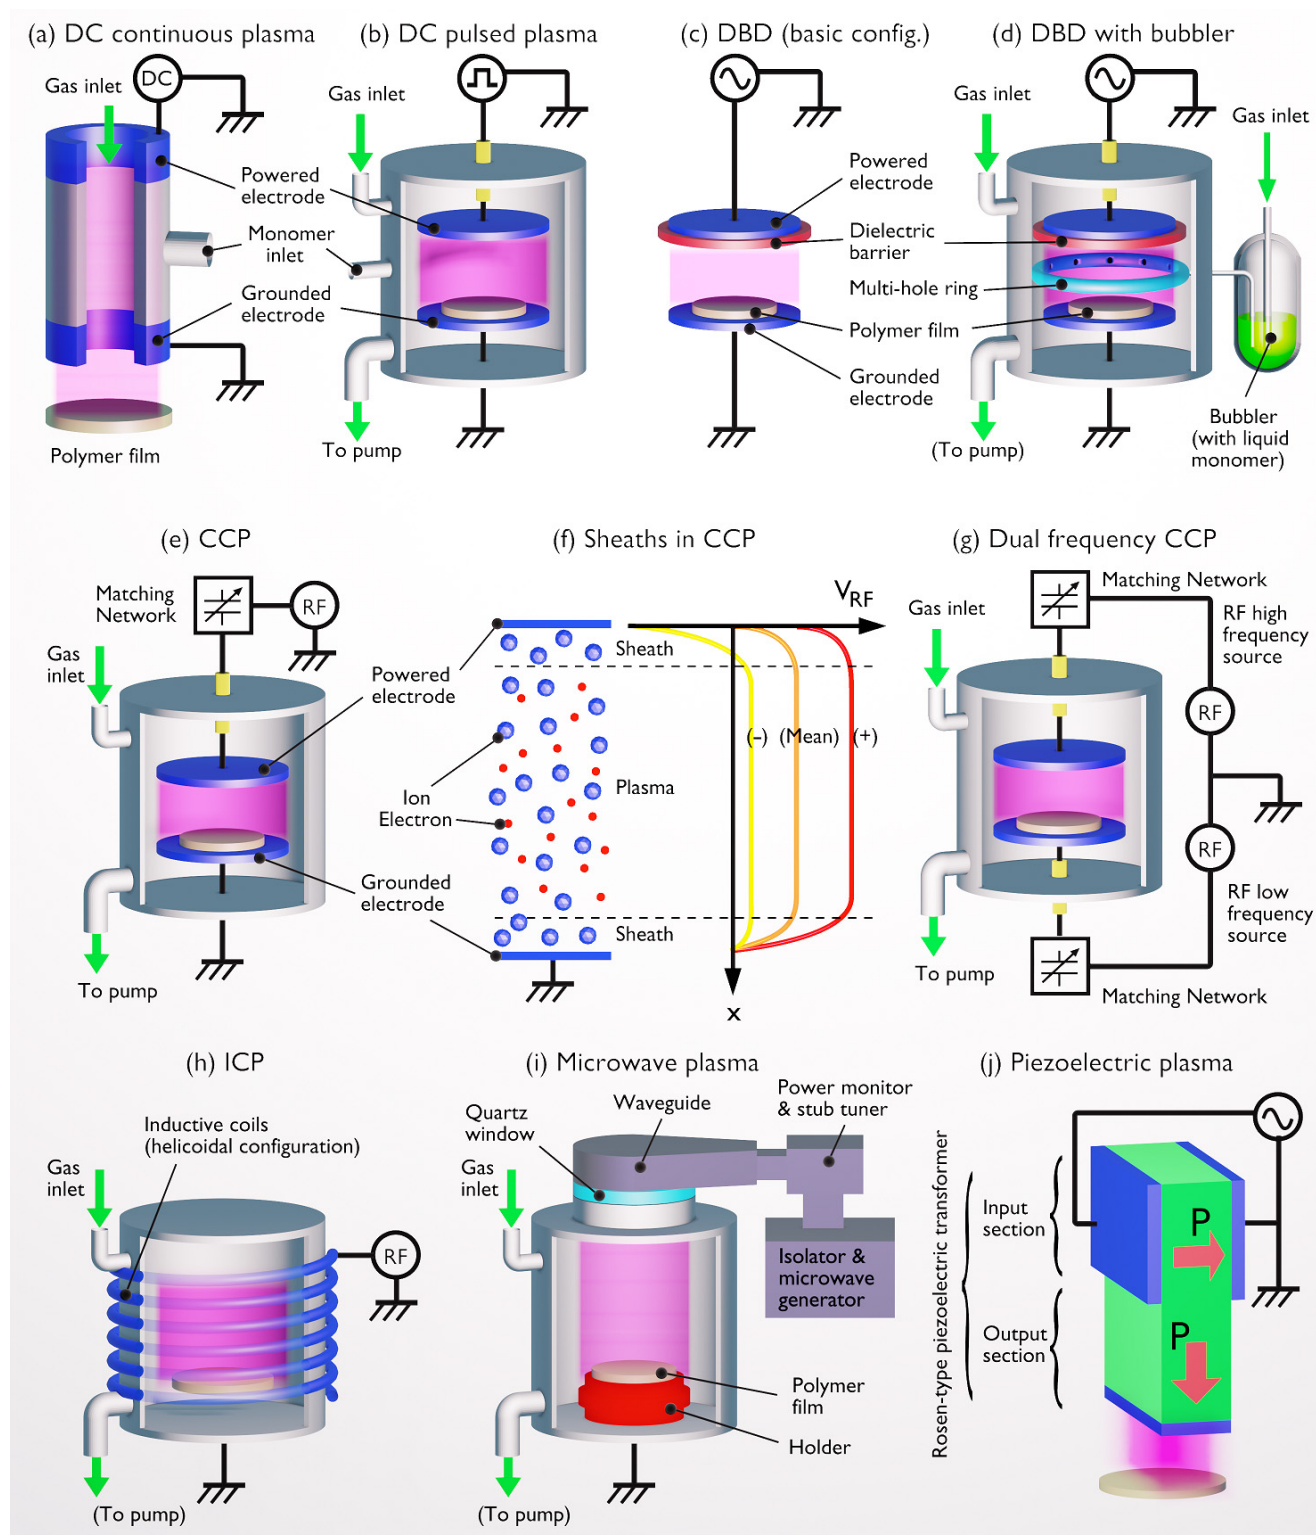 (a) DC continuous plasma
(b) DC pulsed plasma
(c) DBD (basic config.)
(d) DBD with bubbler
DC
Gas inlet
Gas inlet
Gas inlet
Gas inlet
Powered
electrode
Monomer
inlet
Grounded
electrode
Powered
electrode
Dielectric
barrier
Multi-hole ring
Polymer film
Grounded
electrode
Polymer film
To pump
(To pump)
Bubbler
(with liquid
monomer)
(e) CCP
(f) Sheaths in CCP
(g) Dual frequency CCP
Matching
Network
RF
Gas
inlet
Powered
electrode
Ion
Electron
Grounded
electrode
To pump
Sheath
Plasma
Sheath
VRF
(-) (Mean) (+)
x
Matching Network
Gas inlet
RF high
frequency
source
RF
RF
RF low
frequency
source
To pump
Matching Network
(h) ICP
(i) Microwave plasma
(j) Piezoelectric plasma
Inductive coils
(helicoidal configuration)
Gas
inlet
RF
(To pump)
Quartz
window
Waveguide
Power monitor
& stub tuner
Gas
inlet
Isolator &
microwave
generator
Polymer
film
Holder
(To pump)
Rosen-type piezoelectric transformer
Input
section
P
Output
section
P